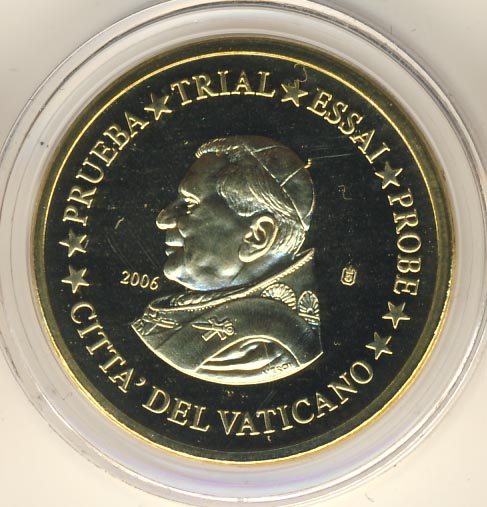 PRUEBA★TRIAL★ESSAI★PROBE★★CITTA' DEL VATICANO★★
2006